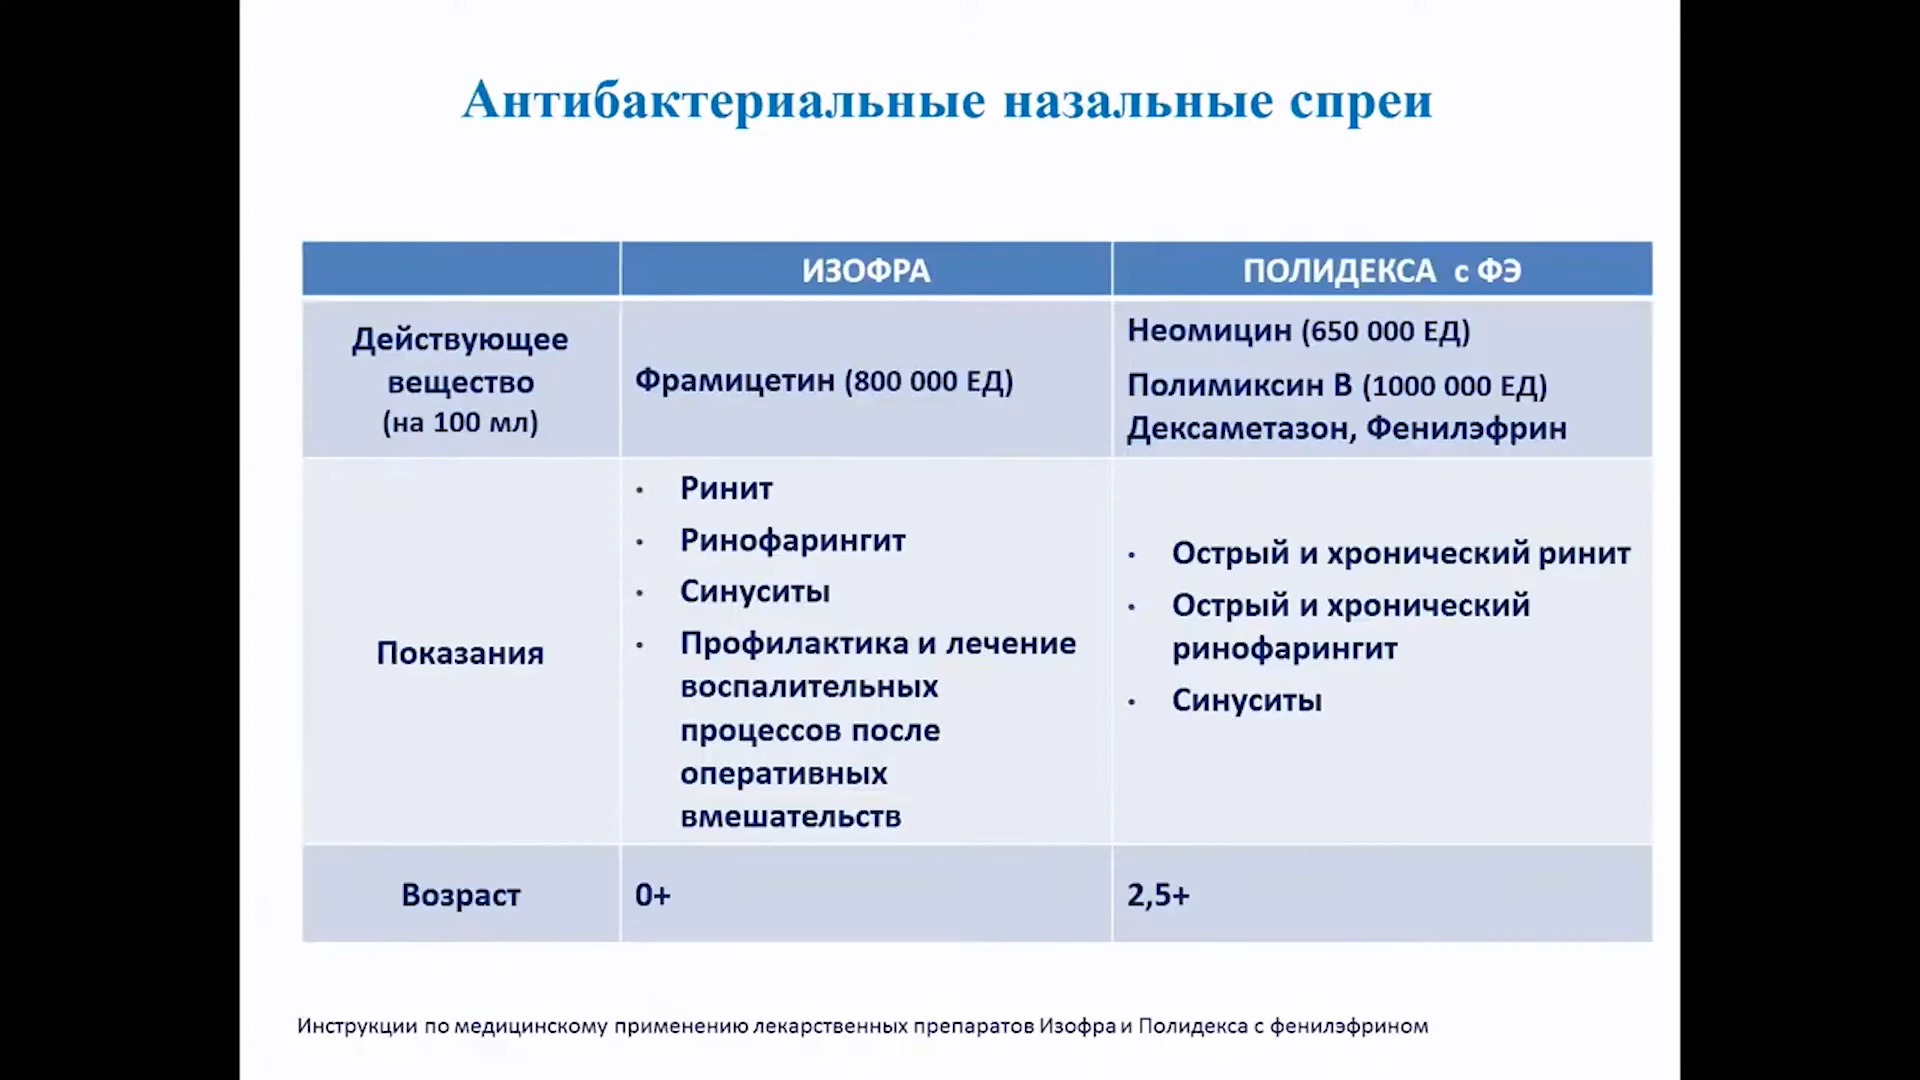 Антибактериальные назальные спреи
ИЗОФРА
ПОЛИДЕКСА с ФЭ
Действующее
вещество
(на 100 мл)
Фрамицетин (800 000 ЕД)
Неомицин (650 000 ЕД)
Полимиксин В (1000 000 ЕД)
Дексаметазон, Фенилэфрин
Показания
• Ринит
• Ринофарингит
• Синуситы
• Профилактика и лечение
воспалительных
процессов после
оперативных
вмешательств
• Острый и хронический ринит
• Острый и хронический
ринофарингит
• Синуситы
Возраст
0+
2,5+
Инструкции по медицинскому применению лекарственных препаратов Изофра и Полидекса с фенилэфрином